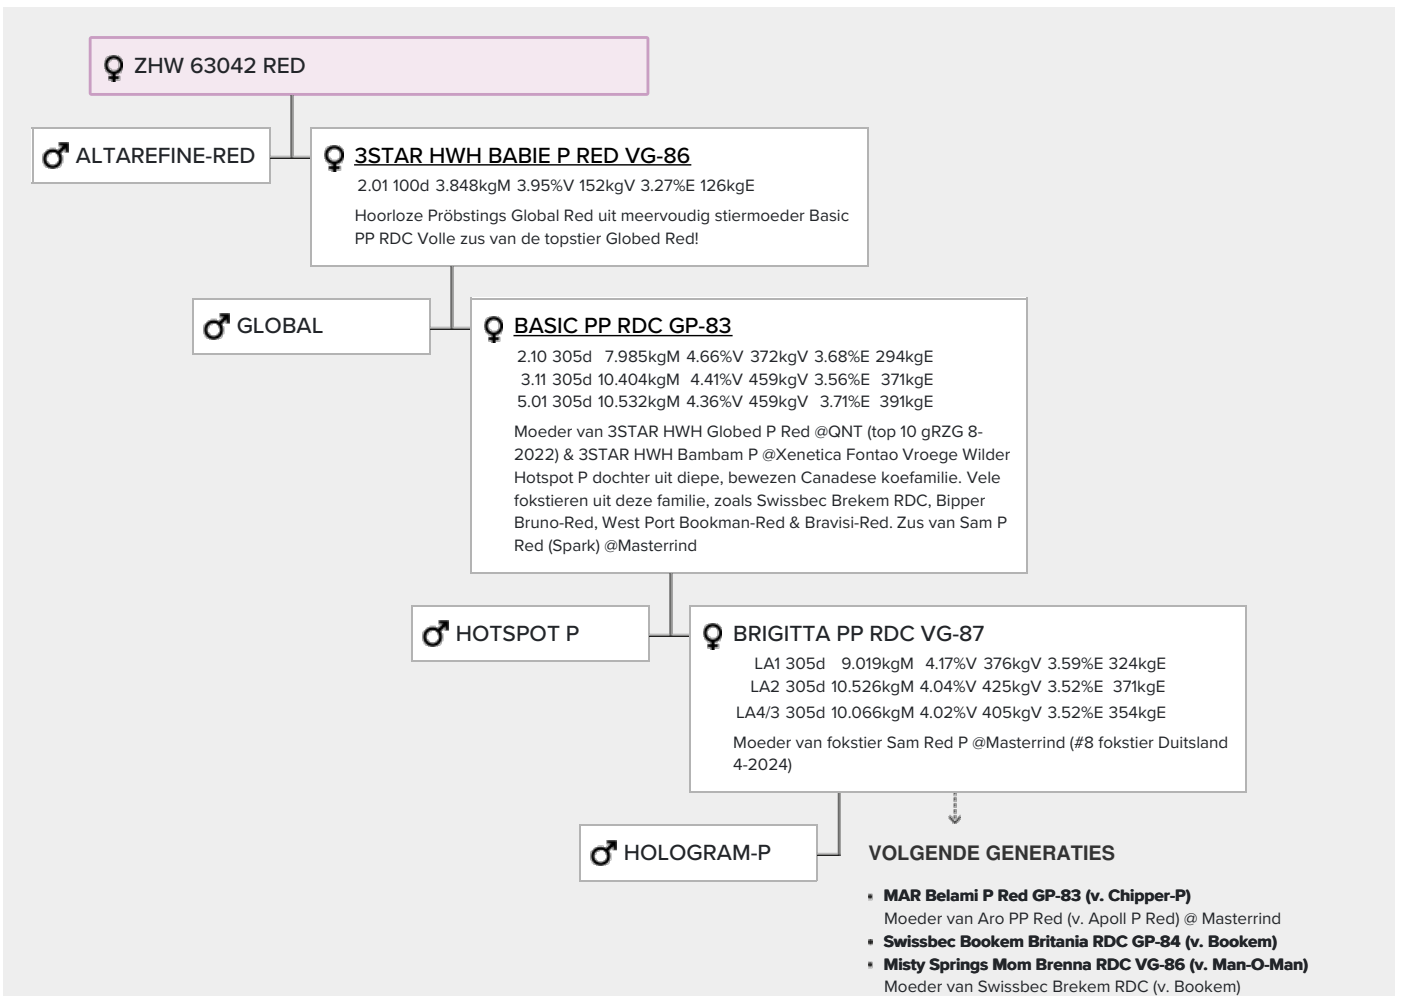 ZHW 63042 RED
ALTAREFINE-RED
3STAR HWH BABIE P RED VG-86
2.01 100d 3.848kgM 3.95%V 152kgV 3.27%E 126kgE
Hoorloze Pröbstings Global Red uit meervoudig stiermoeder Basic
PP RDC Volle zus van de topstier Globed Red!
GLOBAL
BASIC PP RDC GP-83
2.10 305d 7.985kgM 4.66%V 372kgV 3.68%E 294kgE
3.11 305d 10.404kgM 4.41%V 459kgV 3.56%E 371kgE
5.01 305d 10.532kgM 4.36%V 459kgV 3.71%E 391kgE
Moeder van 3STAR HWH Globed P Red @QNT (top 10 gRZG 8-
2022) & 3STAR HWH Bambam P @Xenetica Fontao Vroege Wilder
Hotspot P dochter uit diepe, bewezen Canadese koefamilie. Vele
fokstieren uit deze familie, zoals Swissbec Brekem RDC, Bipper
Bruno-Red, West Port Bookman-Red & Bravisi-Red. Zus van Sam P
Red (Spark) @Masterrind
HOTSPOT P
BRIGITTA PP RDC VG-87
LA1 305d 9.019kgM 4.17%V 376kgV 3.59%E 324kgE
LA2 305d 10.526kgM 4.04%V 425kgV 3.52%E 371kgE
LA4/3 305d 10.066kgM 4.02%V 405kgV 3.52%E 354kgE
Moeder van fokstier Sam Red P @Masterrind (#8 fokstier Duitsland
4-2024)
HOLOGRAM-P
VOLGENDE GENERATIES
MAR Belami P Red GP-83 (v. Chipper-P)
Moeder van Aro PP Red (v. Apoll P Red) @ Masterrind
Swissbec Bookem Britania RDC GP-84 (v. Bookem)
Misty Springs Mom Brenna RDC VG-86 (v. Man-O-Man)
Moeder van Swissbec Brekem RDC (v. Bookem)